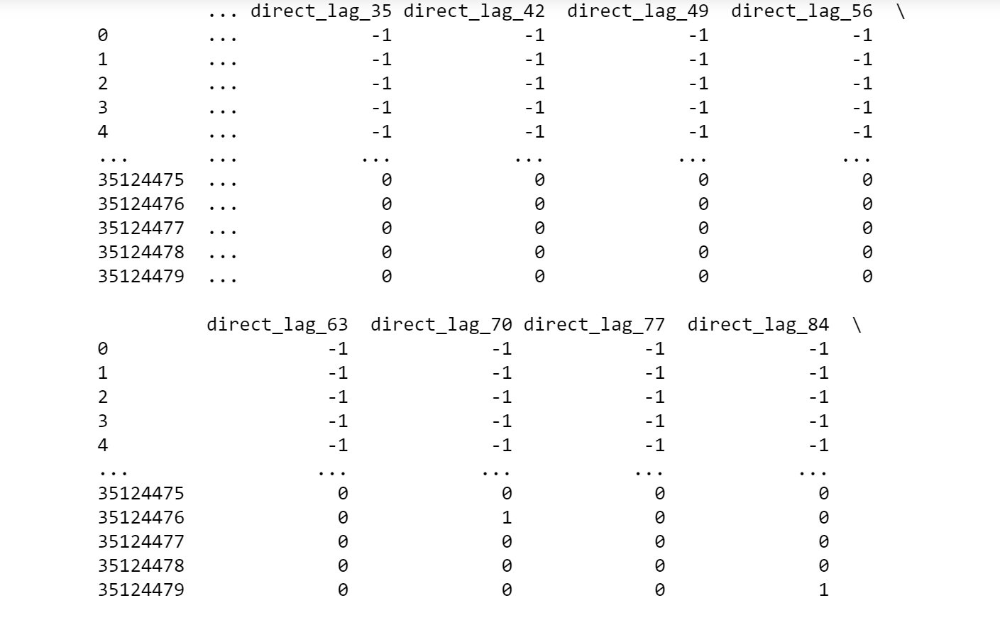 ... direct_lag_35 direct_lag_42 direct_lag_49 direct_lag_56 \
0 ... -1 -1 -1 -1
1 ... -1 -1 -1 -1
2 ... -1 -1 -1 -1
3 ... -1 -1 -1 -1
4 ... -1 -1 -1 -1
... ... ... ... ... ...
35124475 ... 0 0 0 0
35124476 ... 0 0 0 0
35124477 ... 0 0 0 0
35124478 ... 0 0 0 0
35124479 ... 0 0 0 0
direct_lag_63 direct_lag_70 direct_lag_77 direct_lag_84 \
0 -1 -1 -1 -1
1 -1 -1 -1 -1
2 -1 -1 -1 -1
3 -1 -1 -1 -1
4 -1 -1 -1 -1
... ... ... ... ...
35124475 0 0 0 0
35124476 0 1 0 0
35124477 0 0 0 0
35124478 0 0 0 0
35124479 0 0 0 1